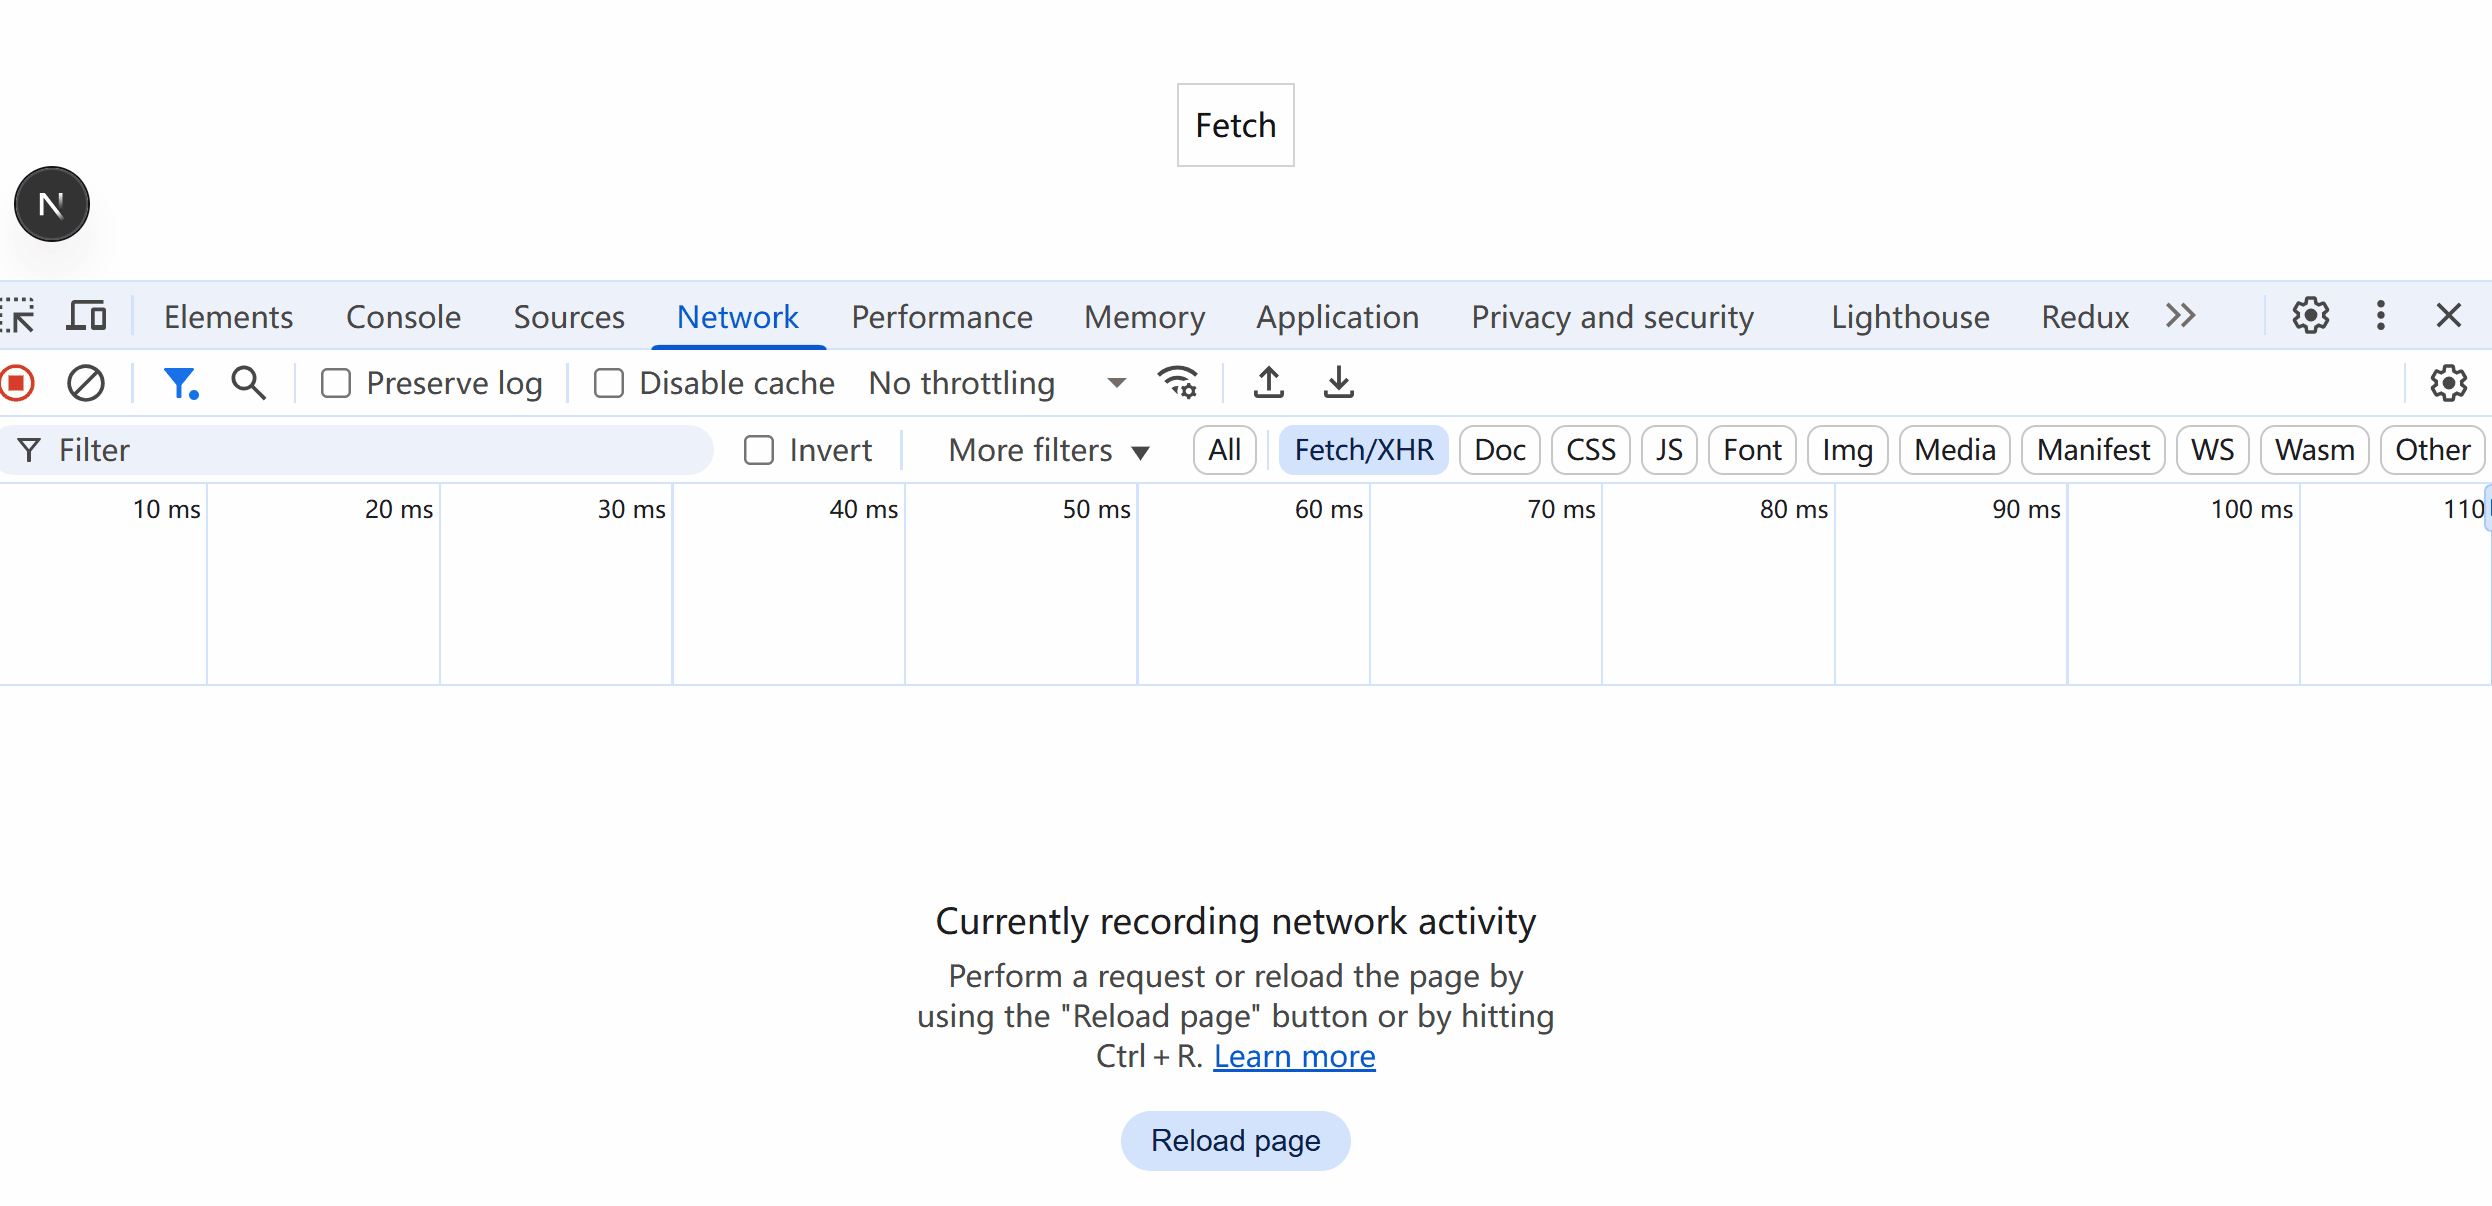 Fetch
N
Elements Console Sources Network Performance Memory Application Privacy and security Lighthouse Redux
Preserve log Disable cache No throttling
Filter Invert More filters All Fetch/XHR Doc CSS JS Font Img Media Manifest WS Wasm Other
10 ms 20 ms 30 ms 40 ms 50 ms 60 ms 70 ms 80 ms 90 ms 100 ms 110
Currently recording network activity
Perform a request or reload the page by
using the "Reload page" button or by hitting
Ctrl + R. Learn more
Reload page